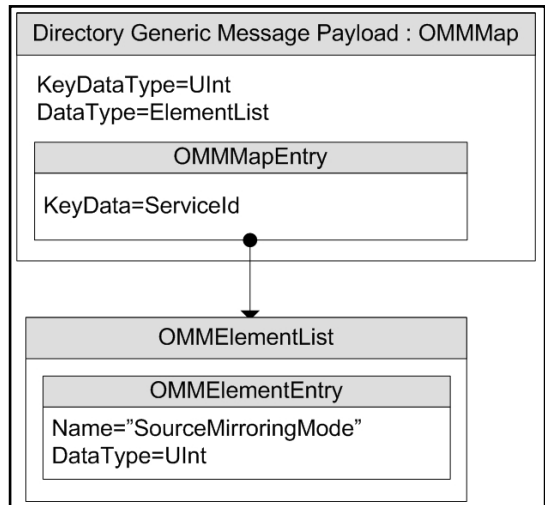 Directory Generic Message Payload : OMMMap
KeyDataType=UInt
DataType=ElementList
OMMMapEntry
KeyData=ServiceId
OMMElementList
OMMElementEntry
Name=”SourceMirroringMode”
DataType=UInt